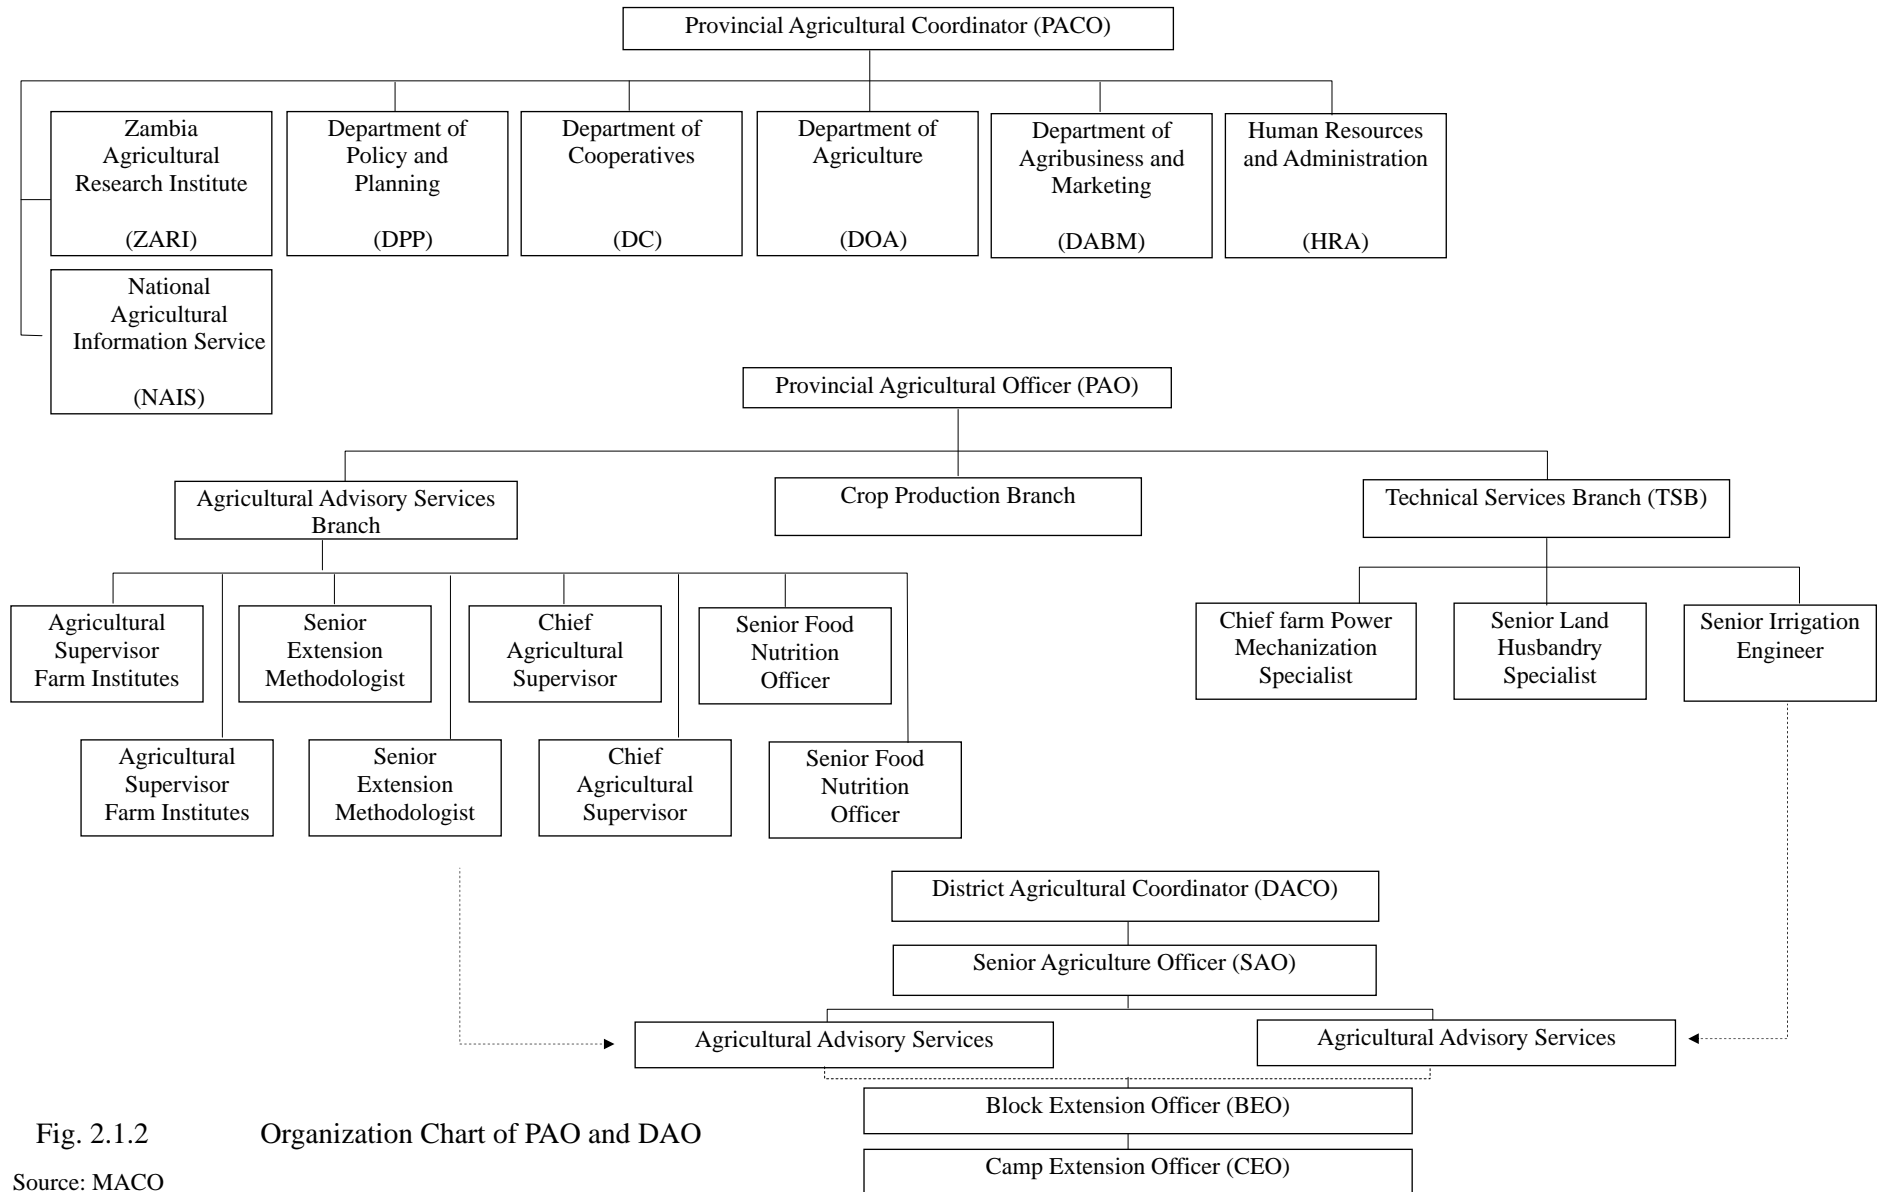 Provincial Agricultural Coordinator (PACO)
Zambia
Agricultural
Research Institute
(ZARI)
Department of
Policy and
Planning
(DPP)
Department of
Cooperatives
(DC)
Department of
Agriculture
(DOA)
Department of
Agribusiness and
Marketing
(DABM)
Human Resources
and Administration
(HRA)
National
Agricultural
Information Service
(NAIS)
Provincial Agricultural Officer (PAO)
Agricultural Advisory Services
Branch
Crop Production Branch
Technical Services Branch (TSB)
Agricultural
Supervisor
Farm Institutes
Senior
Extension
Methodologist
Chief
Agricultural
Supervisor
Senior Food
Nutrition
Officer
Chief farm Power
Mechanization
Specialist
Senior Land
Husbandry
Specialist
Senior Irrigation
Engineer
Agricultural
Supervisor
Farm Institutes
Senior
Extension
Methodologist
Chief
Agricultural
Supervisor
Senior Food
Nutrition
Officer
District Agricultural Coordinator (DACO)
Senior Agriculture Officer (SAO)
Agricultural Advisory Services
Agricultural Advisory Services
Block Extension Officer (BEO)
Camp Extension Officer (CEO)
Fig. 2.1.2 Organization Chart of PAO and DAO
Source: MACO